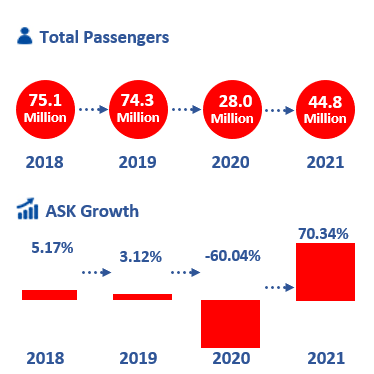 Total Passengers
75.1 Million
74.3 Million
28.0 Million
44.8 Million
2018 2019 2020 2021
ASK Growth
5.17% 3.12% -60.04% 70.34%
2018 2019 2020 2021